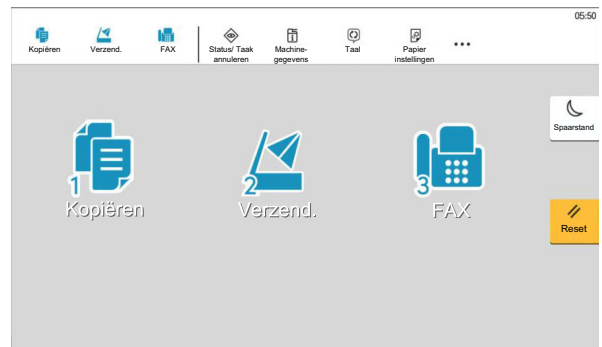 05:50
Kopiëren
Verzend.
FAX
Status/ Taak
annuleren
Machine-
gegevens
Taal
Papier
instellingen
Spaarstand
1
Kopiëren
2
Verzend.
3
FAX
Reset